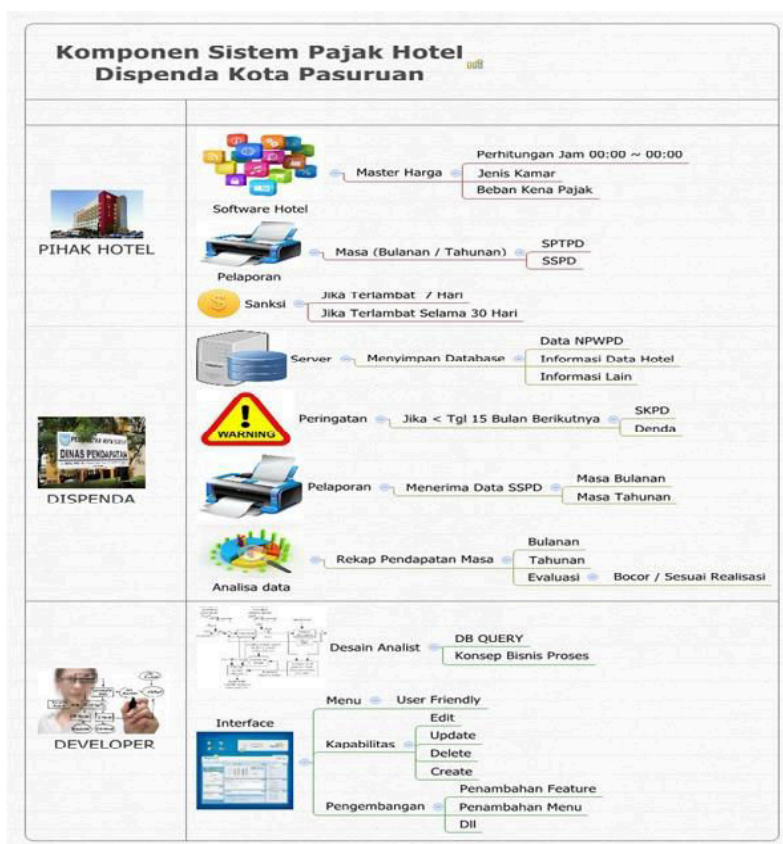 Komponen Sistem Pajak Hotel
Dispenda Kota Pasuruan
PIHAK HOTEL
Software Hotel
Master Harga
Perhitungan Jam 00:00 ~ 00:00
Jenis Kamar
Beban Kena Pajak
Pelaporan
Masa (Bulanan / Tahunan)
SPTPD
SSPD
Sanksi
Jika Terlambat 7 Hari
Jika Terlambat Selama 30 Hari
DISPENDA
DINAS PENDAPATAN
Server
Menyimpan Database
Data NPWPD
Informasi Data Hotel
Informasi Lain
WARNING
Peringatan
Jika < Tgl 15 Bulan Berikutnya
SKPD
Denda
Pelaporan
Menerima Data SSPD
Masa Bulanan
Masa Tahunan
Analisa data
Rekap Pendapatan Masa
Bulanan
Tahunan
Evaluasi
Bocor / Sesuai Realisasi
DEVELOPER
Desain Analist
DB QUERY
Konsep Bisnis Proses
Interface
Menu
User Friendly
Kapabilitas
Edit
Update
Delete
Create
Pengembangan
Penambahan Feature
Penambahan Menu
Dll